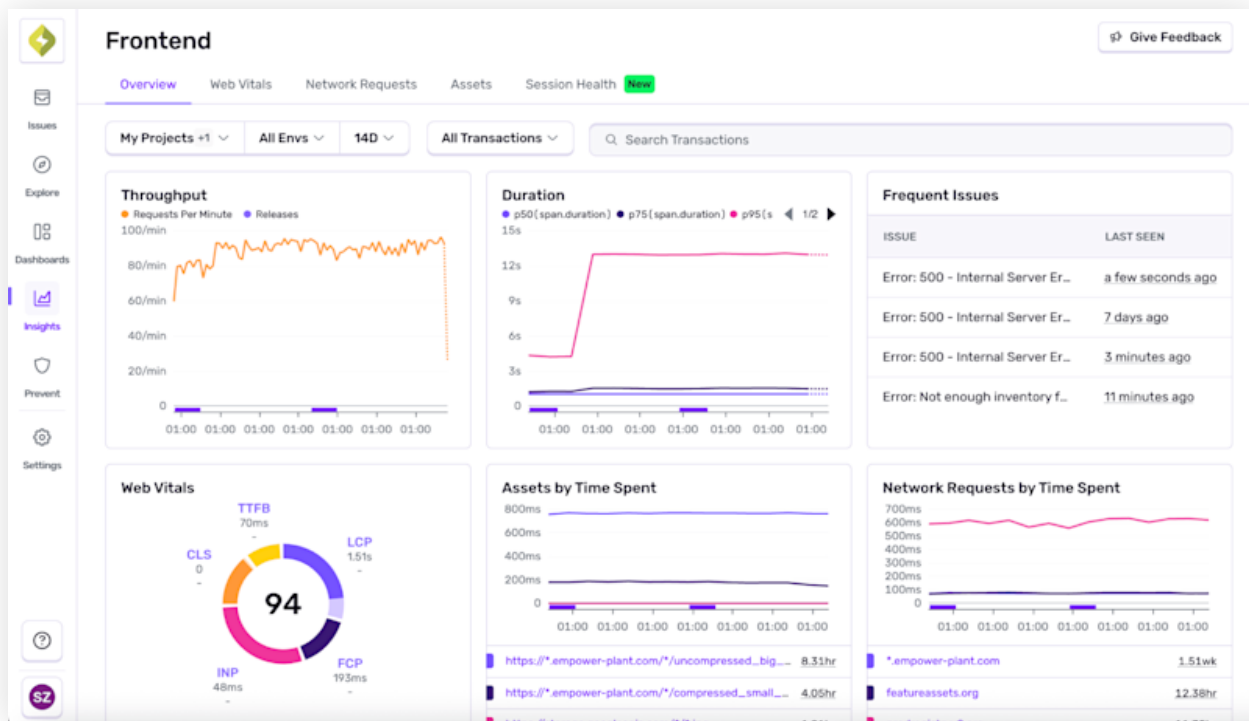 Frontend
Give Feedback
Overview Web Vitals Network Requests Assets Session Health New
My Projects +1 All Envs 14D All Transactions Search Transactions
Issues
Explore
Dashboards
Insights
Prevent
Settings
SZ
Throughput
Requests Per Minute Releases
100/min
80/min
60/min
40/min
20/min
0
01:00 01:00 01:00 01:00 01:00 01:00 01:00
Duration
p50(span.duration) p75(span.duration) p95(s 1/2
15s
12s
9s
6s
3s
0
01:00 01:00 01:00 01:00 01:00 01:00 01:00
Frequent Issues
ISSUE LAST SEEN
Error: 500 - Internal Server Er... a few seconds ago
Error: 500 - Internal Server Er... 7 days ago
Error: 500 - Internal Server Er... 3 minutes ago
Error: Not enough inventory f... 11 minutes ago
Web Vitals
TTFB
70ms
-
LCP
1.51s
-
CLS
0
-
94
INP
48ms
-
FCP
193ms
-
Assets by Time Spent
800ms
600ms
400ms
200ms
0
01:00 01:00 01:00 01:00 01:00 01:00 01:00
https://*.empower-plant.com/*/uncompressed_big_... 8.31hr
https://*.empower-plant.com/*/compressed_small_... 4.05hr
Network Requests by Time Spent
700ms
600ms
500ms
400ms
300ms
200ms
100ms
0
01:00 01:00 01:00 01:00 01:00 01:00 01:00
*.empower-plant.com 1.51wk
featureassets.org 12.38hr